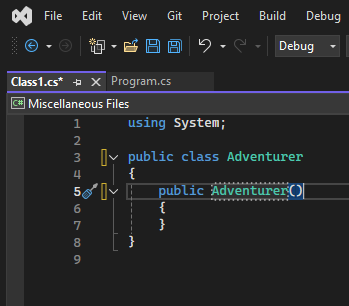 File Edit View Git Project Build Debug
Debug
Class1.cs* Program.cs
C# Miscellaneous Files
1 using System;
2
3 public class Adventurer
4 {
5 public Adventurer()
6 {
7 }
8 }
9